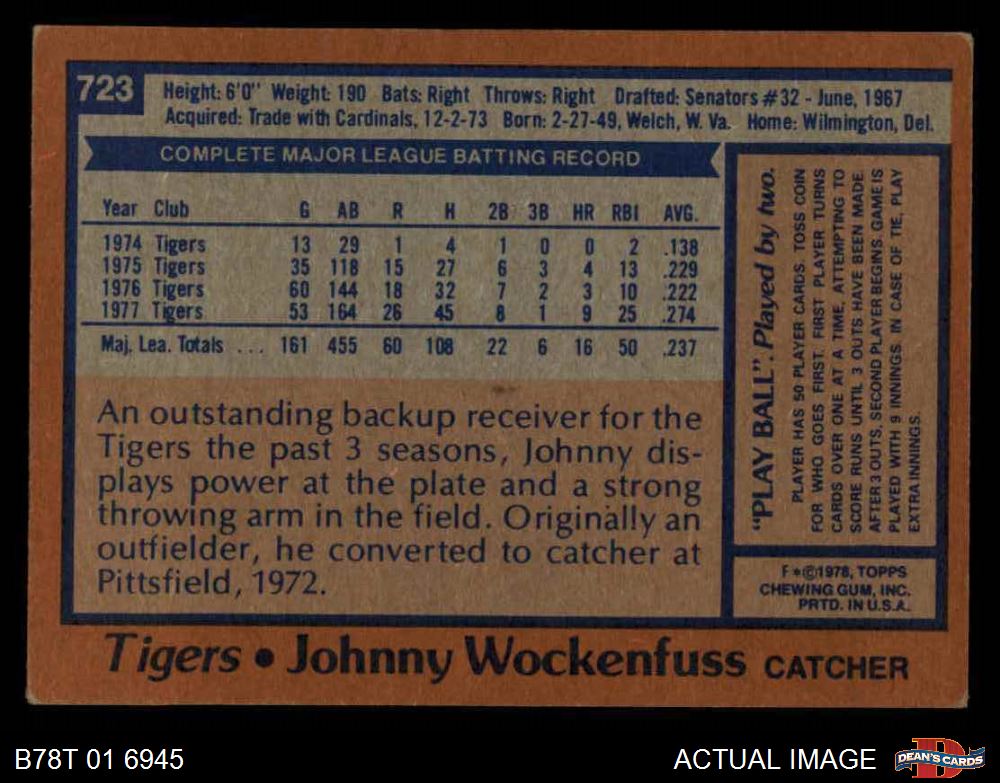 723
Height: 6'0" Weight: 190 Bats: Right Throws: Right Drafted: Senators #32 - June, 1967
Acquired: Trade with Cardinals, 12-2-73 Born: 2-27-49, Welch, W. Va. Home: Wilmington, Del.
COMPLETE MAJOR LEAGUE BATTING RECORD
Year Club G AB R H 2B 3B HR RBI AVG.
1974 Tigers 13 29 1 4 1 0 0 2 .138
1975 Tigers 35 118 15 27 6 3 4 13 .229
1976 Tigers 60 144 18 32 7 2 3 10 .222
1977 Tigers 53 164 26 45 8 1 9 25 .274
Maj. Lea. Totals ... 161 455 60 108 22 6 16 50 .237
An outstanding backup receiver for the
Tigers the past 3 seasons, Johnny dis-
plays power at the plate and a strong
throwing arm in the field. Originally an
outfielder, he converted to catcher at
Pittsfield, 1972.
"PLAY BALL". Played by two.
PLAYER HAS 50 PLAYER CARDS. TOSS COIN
FOR WHO GOES FIRST. FIRST PLAYER TURNS
CARDS OVER ONE AT A TIME, ATTEMPTING TO
SCORE RUNS UNTIL 3 OUTS HAVE BEEN MADE.
AFTER 3 OUTS, SECOND PLAYER BEGINS. GAME IS
PLAYED WITH 9 INNINGS. IN CASE OF TIE, PLAY
EXTRA INNINGS.
F*©1978, TOPPS
CHEWING GUM, INC.
PRTD. IN U.S.A.
Tigers • Johnny Wockenfuss CATCHER
B78T 01 6945
ACTUAL IMAGE
D
DEAN'S CARDS